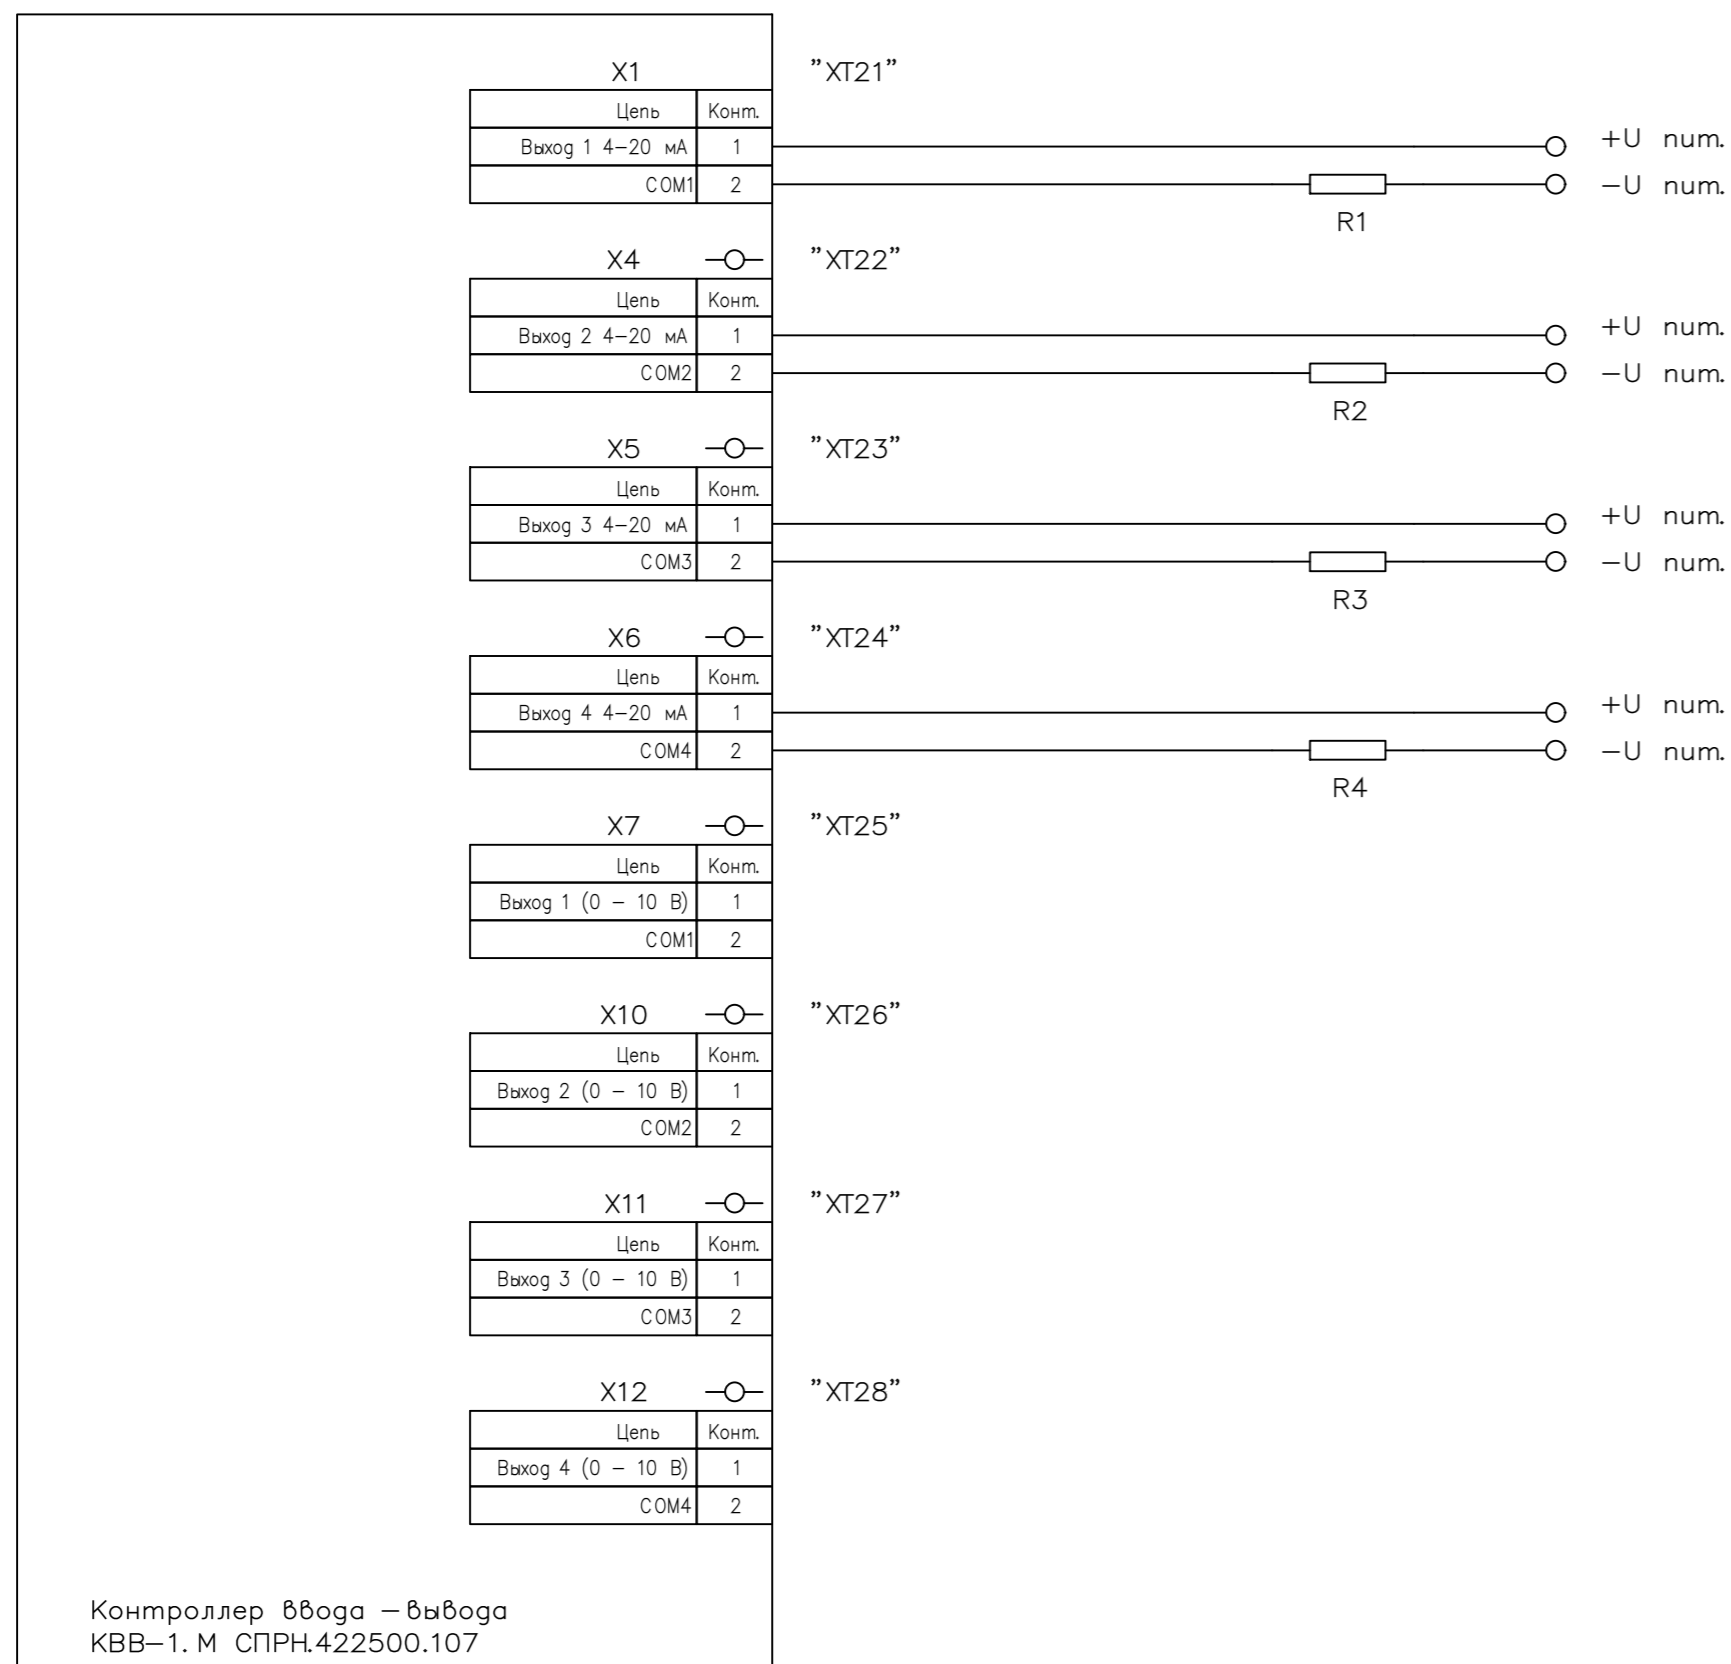 X1 "XT21"
Цепь Конт.
Выход 1 4–20 мА 1 +U пит.
COM1 2 –U пит.
R1
X4 "XT22"
Цепь Конт.
Выход 2 4–20 мА 1 +U пит.
COM2 2 –U пит.
R2
X5 "XT23"
Цепь Конт.
Выход 3 4–20 мА 1 +U пит.
COM3 2 –U пит.
R3
X6 "XT24"
Цепь Конт.
Выход 4 4–20 мА 1 +U пит.
COM4 2 –U пит.
R4
X7 "XT25"
Цепь Конт.
Выход 1 (0 – 10 В) 1
COM1 2
X10 "XT26"
Цепь Конт.
Выход 2 (0 – 10 В) 1
COM2 2
X11 "XT27"
Цепь Конт.
Выход 3 (0 – 10 В) 1
COM3 2
X12 "XT28"
Цепь Конт.
Выход 4 (0 – 10 В) 1
COM4 2
Контроллер ввода –вывода
КВВ–1. М СПРН.422500.107